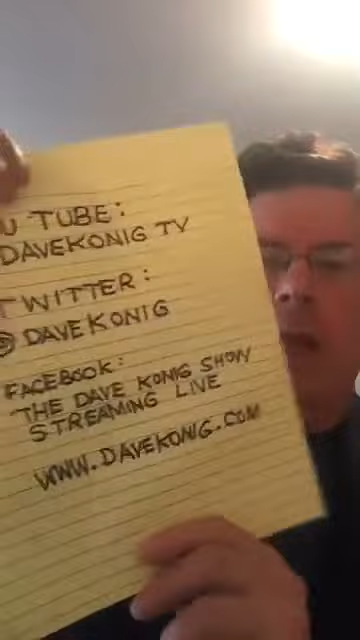 U TUBE:
DAVEKONIG TV
TWITTER:
@ DAVEKONIG
FACEBOOK:
THE DAVE KONIG SHOW
STREAMING LIVE
WWW.DAVEKONIG.COM